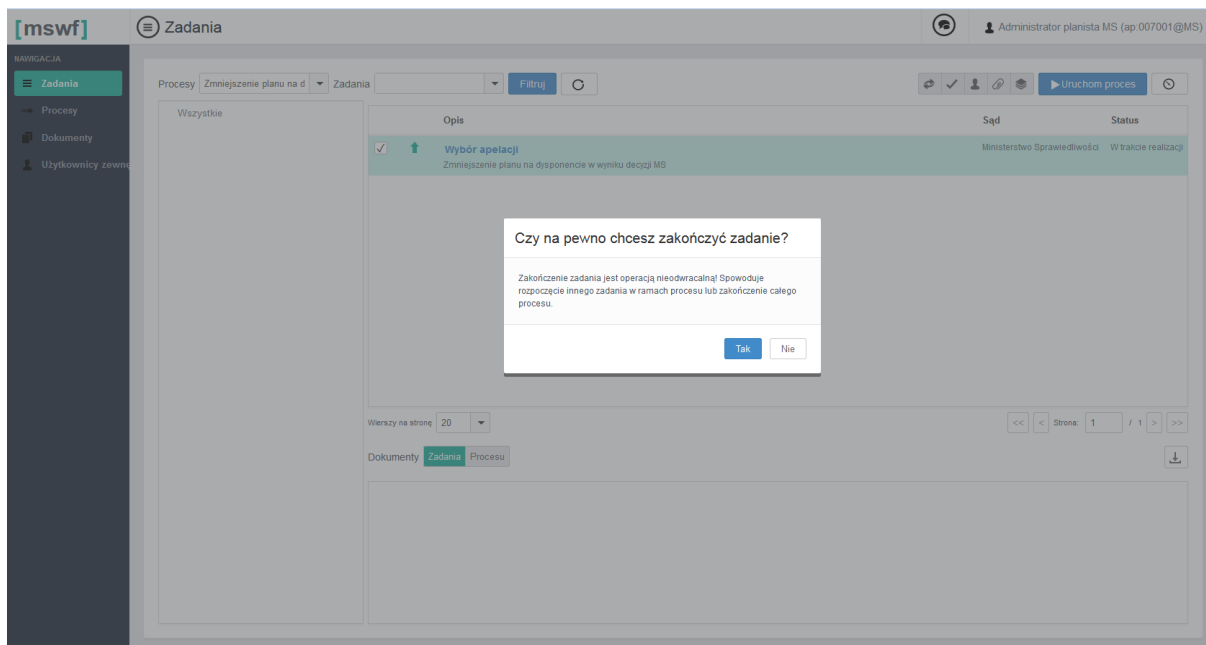 [mswf]
Zadania
Administrator planista MS (ap:007001@MS)
NAWIGACJA
Zadania
Procesy
Dokumenty
Użytkownicy zewnę
Procesy Zmniejszenie planu na d Zadania Filtruj Uruchom proces
Wszystkie
Opis Sąd Status
Wybór apelacji Ministerstwo Sprawiedliwości W trakcie realizacji
Zmniejszenie planu na dysponencie w wyniku decyzji MS
Czy na pewno chcesz zakończyć zadanie?
Zakończenie zadania jest operacją nieodwracalną! Spowoduje
rozpoczęcie innego zadania w ramach procesu lub zakończenie całego
procesu.
Tak Nie
Wierszy na stronę 20 << < Strona: 1 / 1 > >>
Dokumenty Zadania Procesu